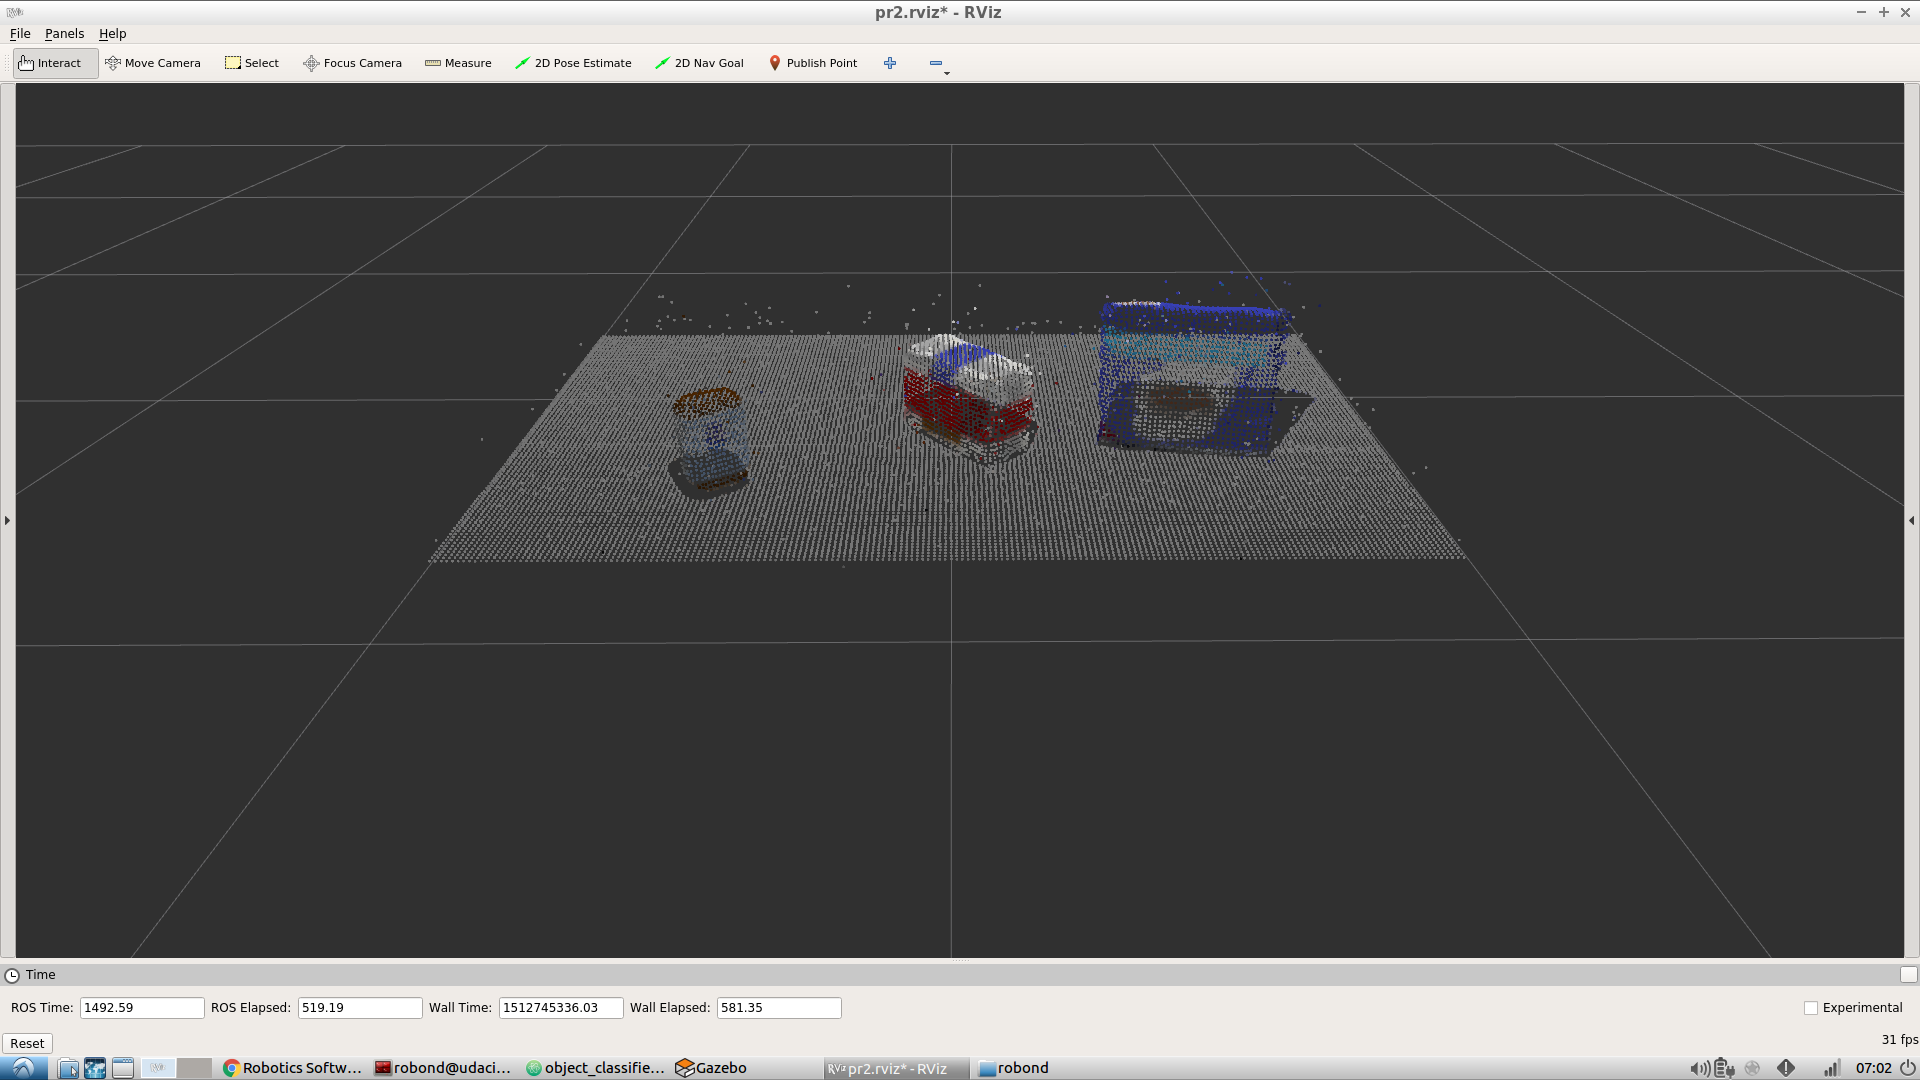 pr2.rviz* - RViz
File Panels Help
Interact Move Camera Select Focus Camera Measure 2D Pose Estimate 2D Nav Goal Publish Point
Time
ROS Time: 1492.59 ROS Elapsed: 519.19 Wall Time: 1512745336.03 Wall Elapsed: 581.35 Experimental
Reset 31 fps
Robotics Softw... robond@udaci... object_classifie... Gazebo pr2.rviz* - RViz robond 07:02